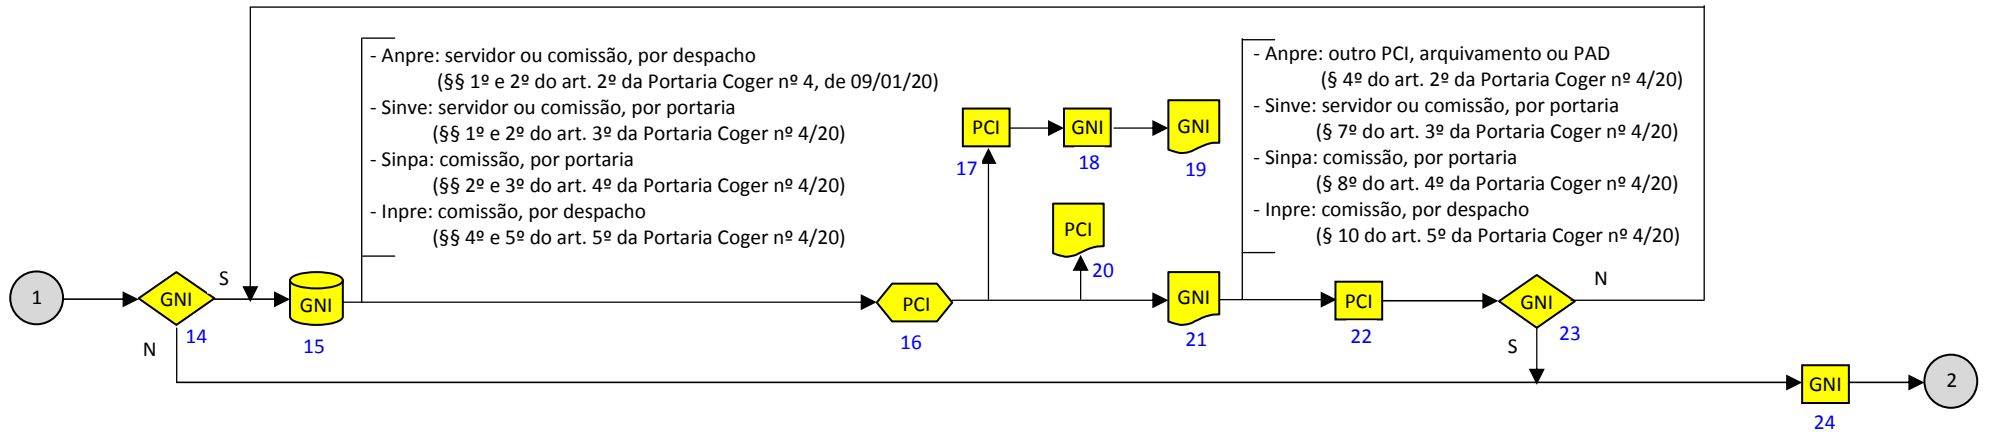 - Anpre: servidor ou comissão, por despacho
(§§ 1º e 2º do art. 2º da Portaria Coger nº 4, de 09/01/20)
- Sinve: servidor ou comissão, por portaria
(§§ 1º e 2º do art. 3º da Portaria Coger nº 4/20)
- Sinpa: comissão, por portaria
(§§ 2º e 3º do art. 4º da Portaria Coger nº 4/20)
- Inpre: comissão, por despacho
(§§ 4º e 5º do art. 5º da Portaria Coger nº 4/20)
PCI
17
GNI
18
GNI
19
PCI
20
- Anpre: outro PCI, arquivamento ou PAD
(§ 4º do art. 2º da Portaria Coger nº 4/20)
- Sinve: servidor ou comissão, por portaria
(§ 7º do art. 3º da Portaria Coger nº 4/20)
- Sinpa: comissão, por portaria
(§ 8º do art. 4º da Portaria Coger nº 4/20)
- Inpre: comissão, por despacho
(§ 10 do art. 5º da Portaria Coger nº 4/20)
1
GNI
14
S
N
GNI
15
PCI
16
GNI
21
PCI
22
GNI
23
N
S
GNI
24
2